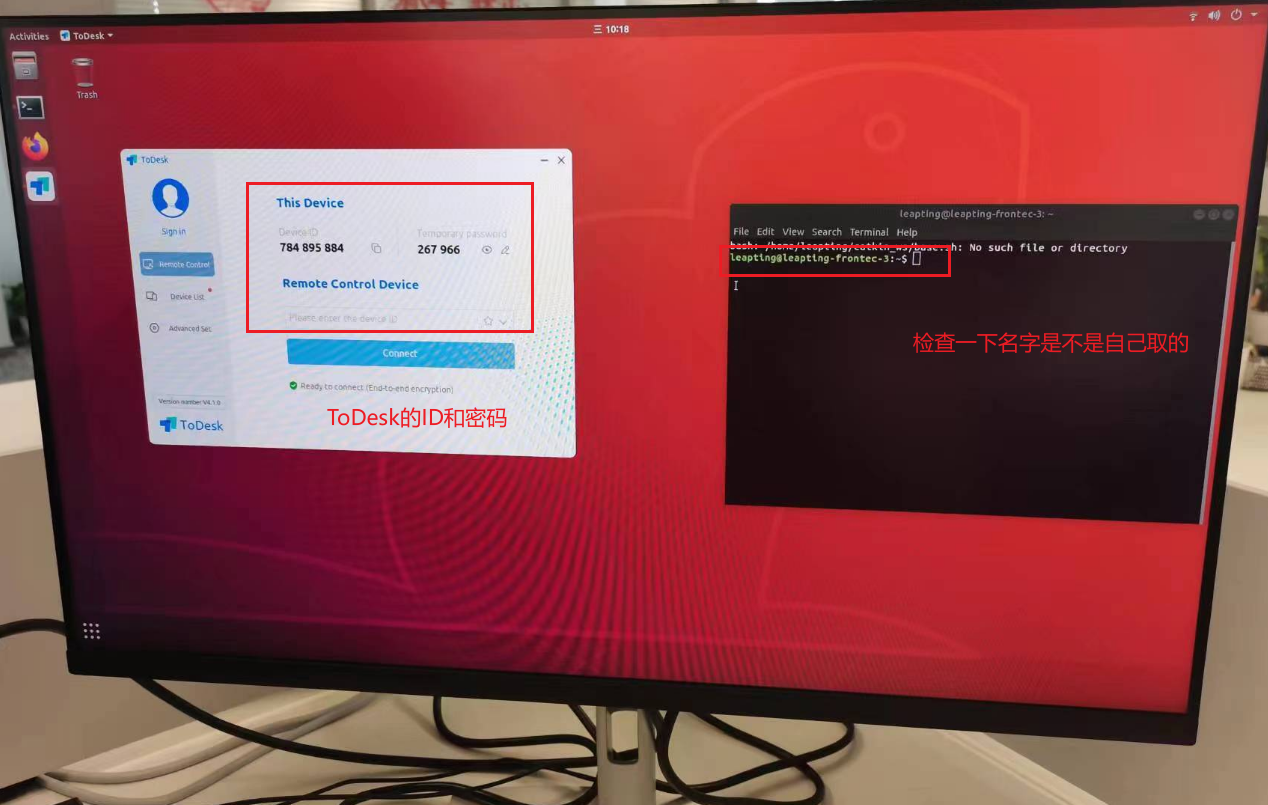 Activities ToDesk
三 10:18
Trash
ToDesk
Sign in
Remote Control
Device List
Advanced Set
Version number V4.1.0
ToDesk
This Device
Device ID
Temporary password
784 895 884
267 966
Remote Control Device
Please enter the device ID
Connect
Ready to connect (End-to-end encryption)
ToDesk的ID和密码
leapting@leapting-frontec-3: ~
File Edit View Search Terminal Help
bash: /home/leapting/catkin_ws/base.sh: No such file or directory
leapting@leapting-frontec-3:~$
检查一下名字是不是自己取的